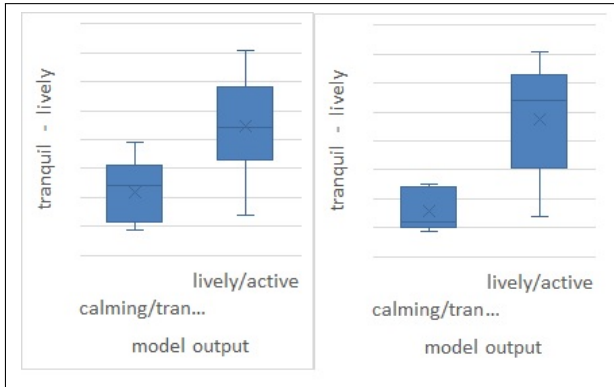 tranquil - lively
lively/active
calming/tran...
model output
tranquil - lively
lively/active
calming/tran...
model output